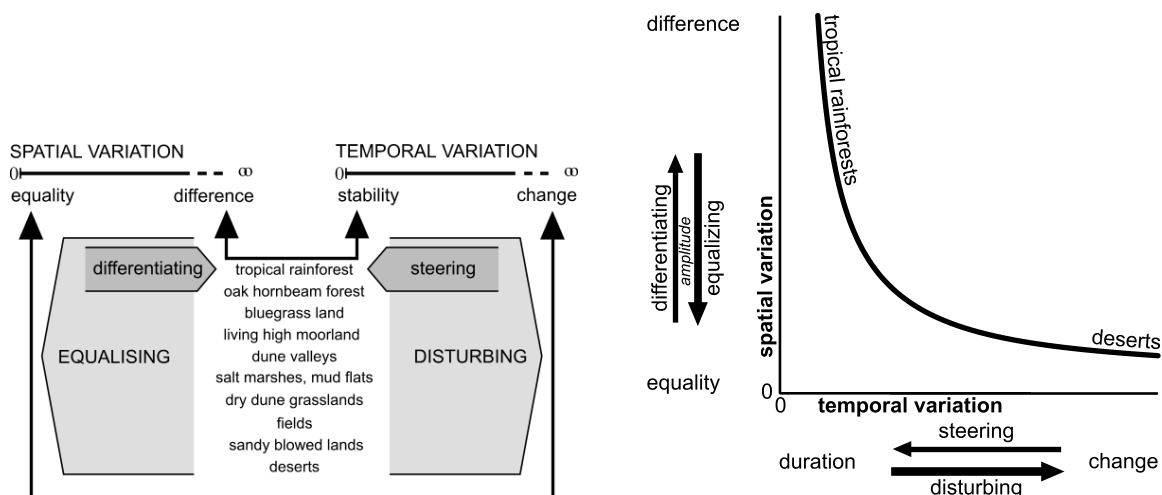 SPATIAL VARIATION
0
∞
equality
difference
TEMPORAL VARIATION
0
∞
stability
change
differentiating
steering
EQUALISING
DISTURBING
tropical rainforest
oak hornbeam forest
bluegrass land
living high moorland
dune valleys
salt marshes, mud flats
dry dune grasslands
fields
sandy blowed lands
deserts
difference
differentiating
amplitude
equalizing
equality
spatial variation
tropical rainforests
deserts
0
0
temporal variation
steering
duration
change
disturbing